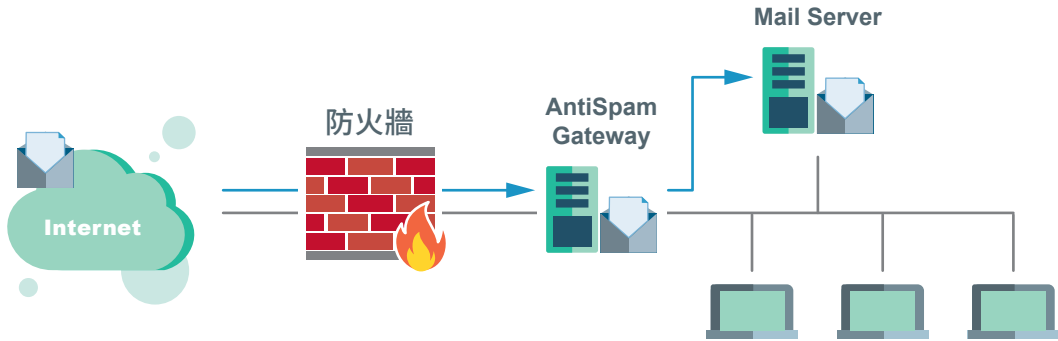 Mail Server
AntiSpam
Gateway
防火牆
Internet